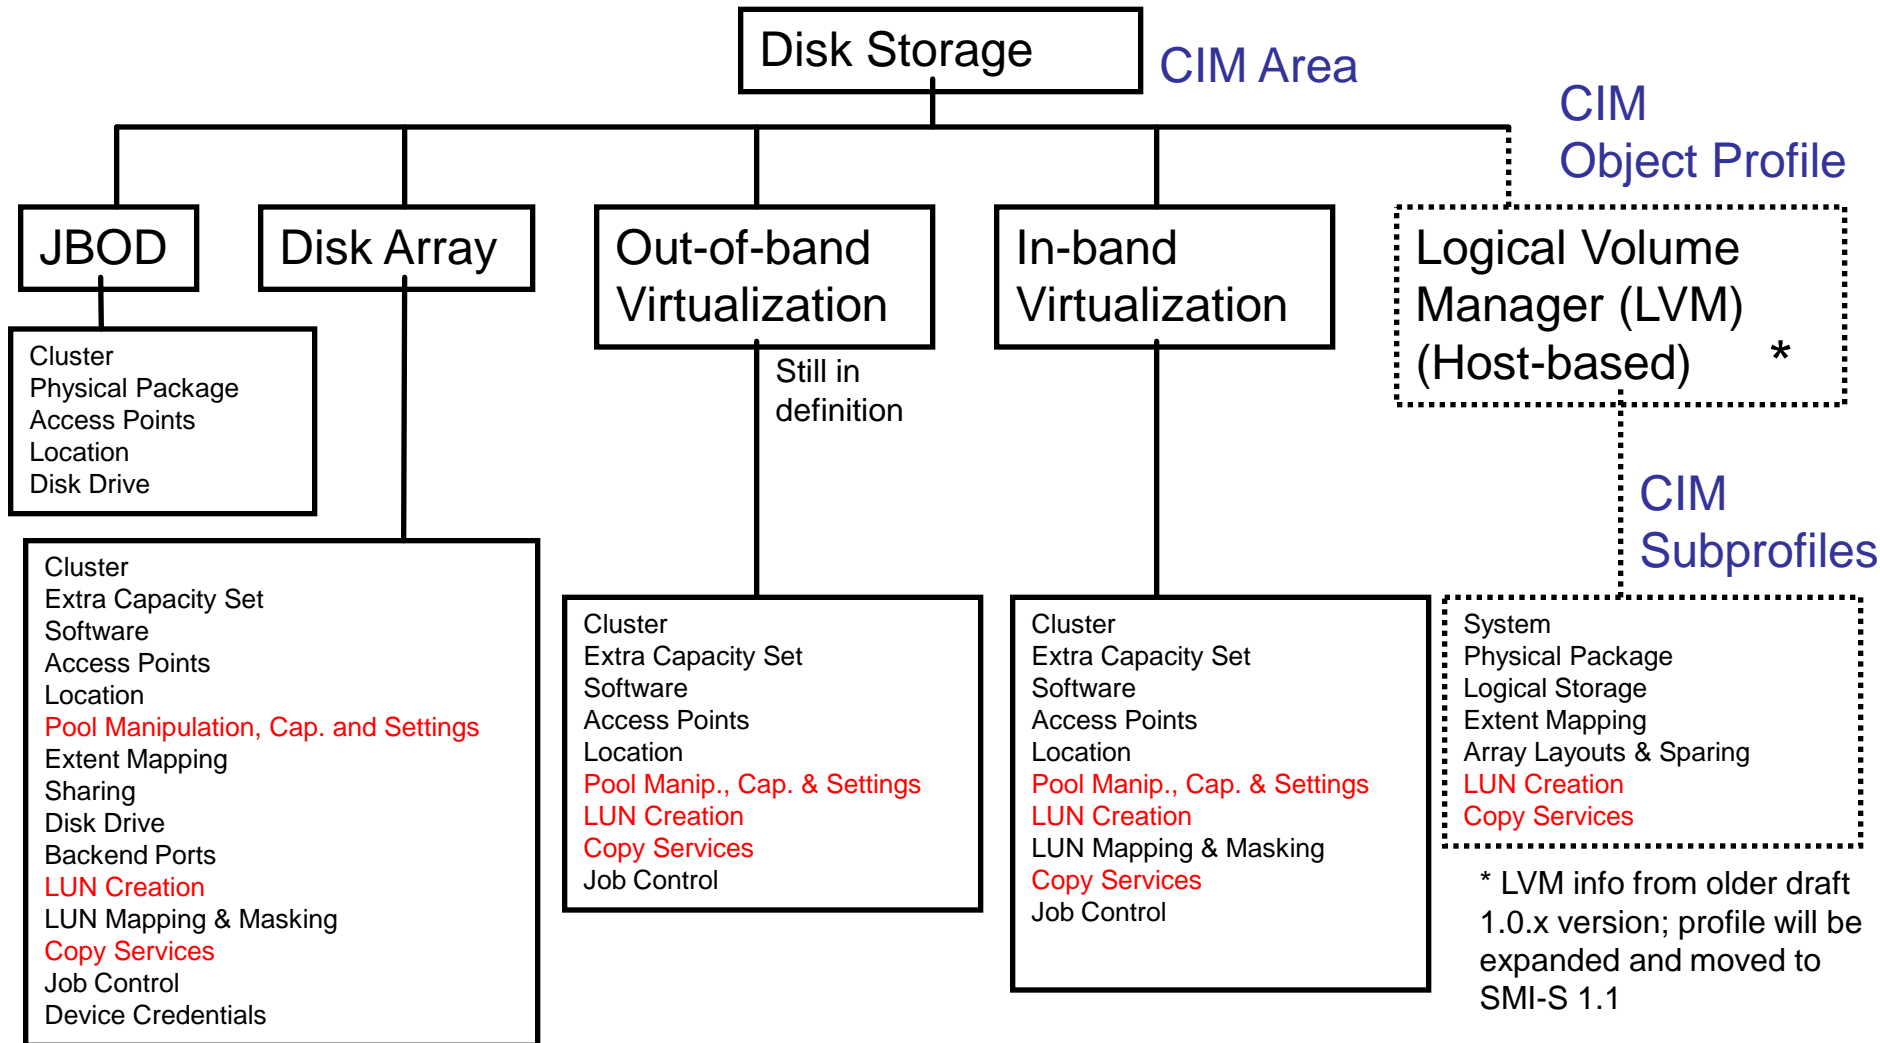 Disk Storage
CIM Area
CIM
Object Profile
JBOD
Disk Array
Out-of-band
Virtualization
In-band
Virtualization
Logical Volume
Manager (LVM)
(Host-based) *
Still in
definition
Cluster
Physical Package
Access Points
Location
Disk Drive
CIM
Subprofiles
Cluster
Extra Capacity Set
Software
Access Points
Location
Pool Manipulation, Cap. and Settings
Extent Mapping
Sharing
Disk Drive
Backend Ports
LUN Creation
LUN Mapping & Masking
Copy Services
Job Control
Device Credentials
Cluster
Extra Capacity Set
Software
Access Points
Location
Pool Manip., Cap. & Settings
LUN Creation
Copy Services
Job Control
Cluster
Extra Capacity Set
Software
Access Points
Location
Pool Manip., Cap. & Settings
LUN Creation
LUN Mapping & Masking
Copy Services
Job Control
System
Physical Package
Logical Storage
Extent Mapping
Array Layouts & Sparing
LUN Creation
Copy Services
* LVM info from older draft
1.0.x version; profile will be
expanded and moved to
SMI-S 1.1